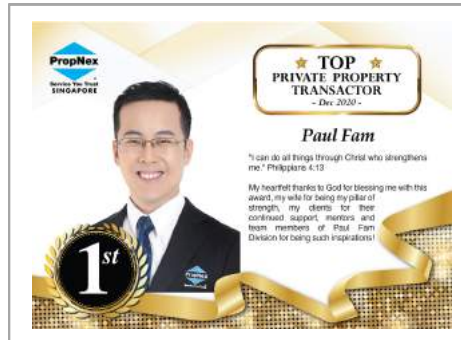 PropNex
Service You Trust
SINGAPORE
TOP
PRIVATE PROPERTY
TRANSACTOR
- Dec 2020 -
Paul Fam
"I can do all things through Christ who strengthens
me." Philippians 4:13
My heartfelt thanks to God for blessing me with this
award, my wife for being my pillar of
strength, my clients for their
continued support, mentors and
team members of Paul Fam
Division for being such inspirations!
1st
PropNex